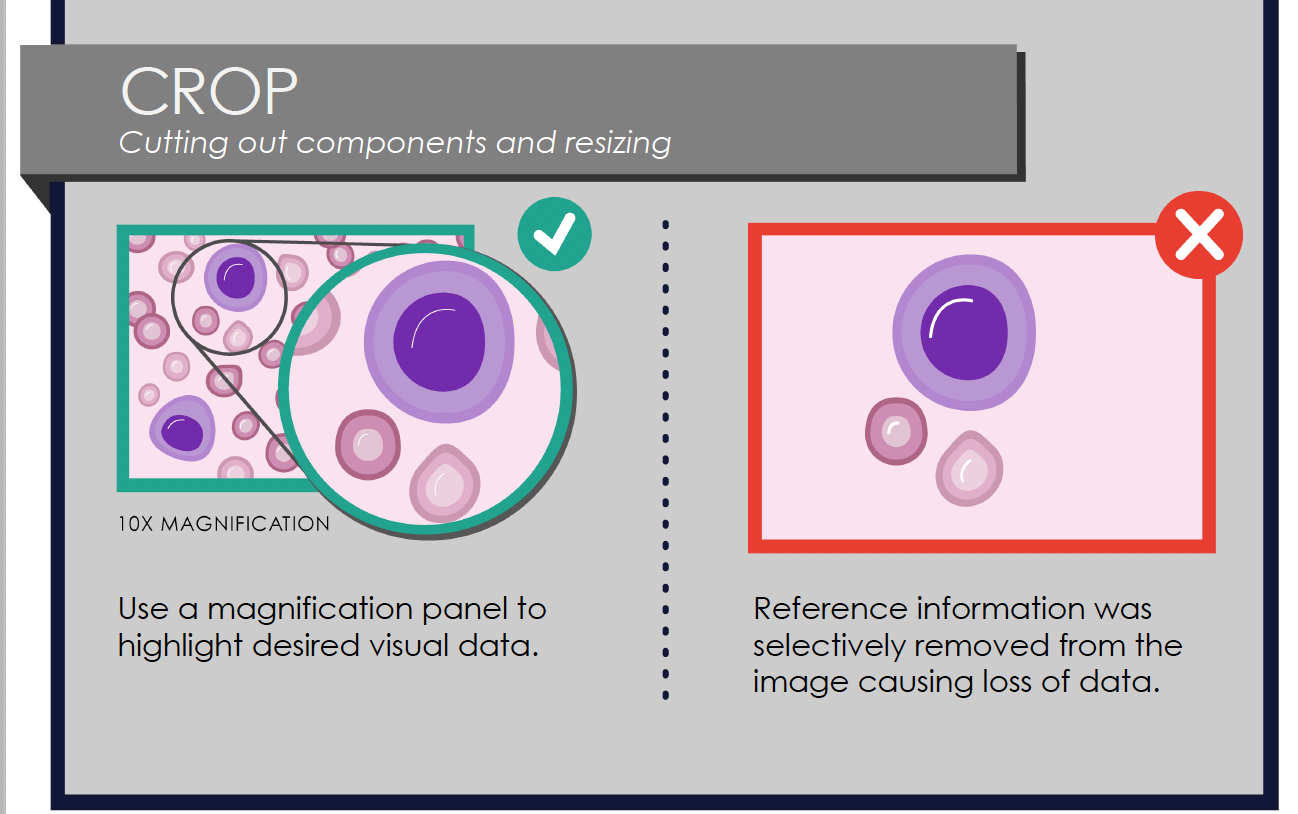 CROP
Cutting out components and resizing
10X MAGNIFICATION
Use a magnification panel to
highlight desired visual data.
Reference information was
selectively removed from the
image causing loss of data.